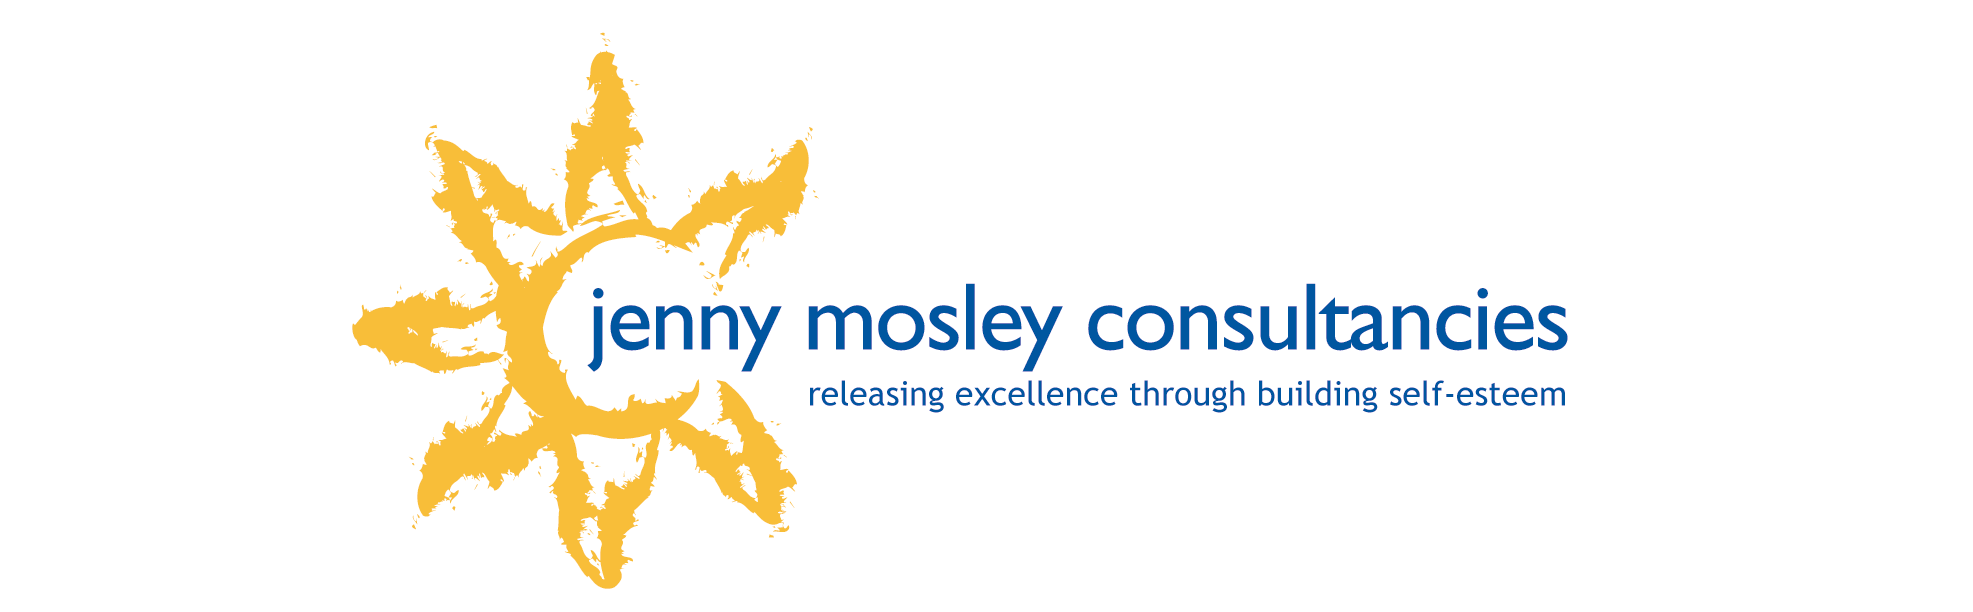 jenny mosley consultancies
releasing excellence through building self-esteem